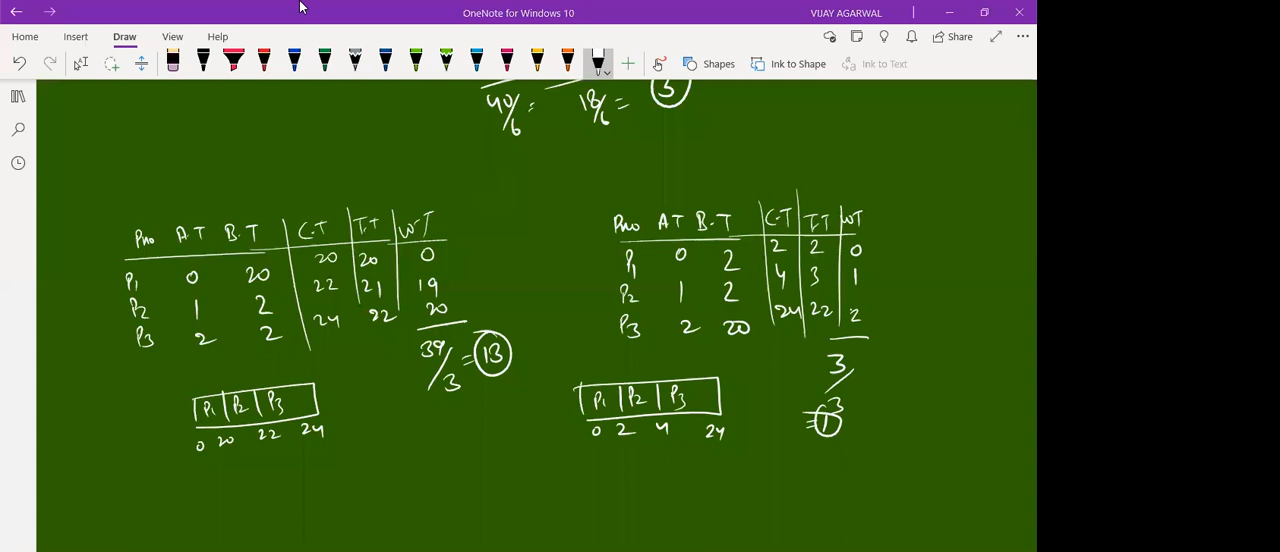 OneNote for Windows 10
VIJAY AGARWAL
Home Insert Draw View Help
Share
Shapes Ink to Shape Ink to Text
40/6 = 18/6 = 3
Pno A.T B.T C.T T.T W.T
P1 0 20 20 20 0
P2 1 2 22 21 19
P3 2 2 24 22 20
39/3 = 13
P1 P2 P3
0 20 22 24
Pno AT B.T C.T T.T WT
P1 0 2 2 2 0
P2 1 2 4 3 1
P3 2 20 24 22 2
3/3
= 1
P1 P2 P3
0 2 4 24